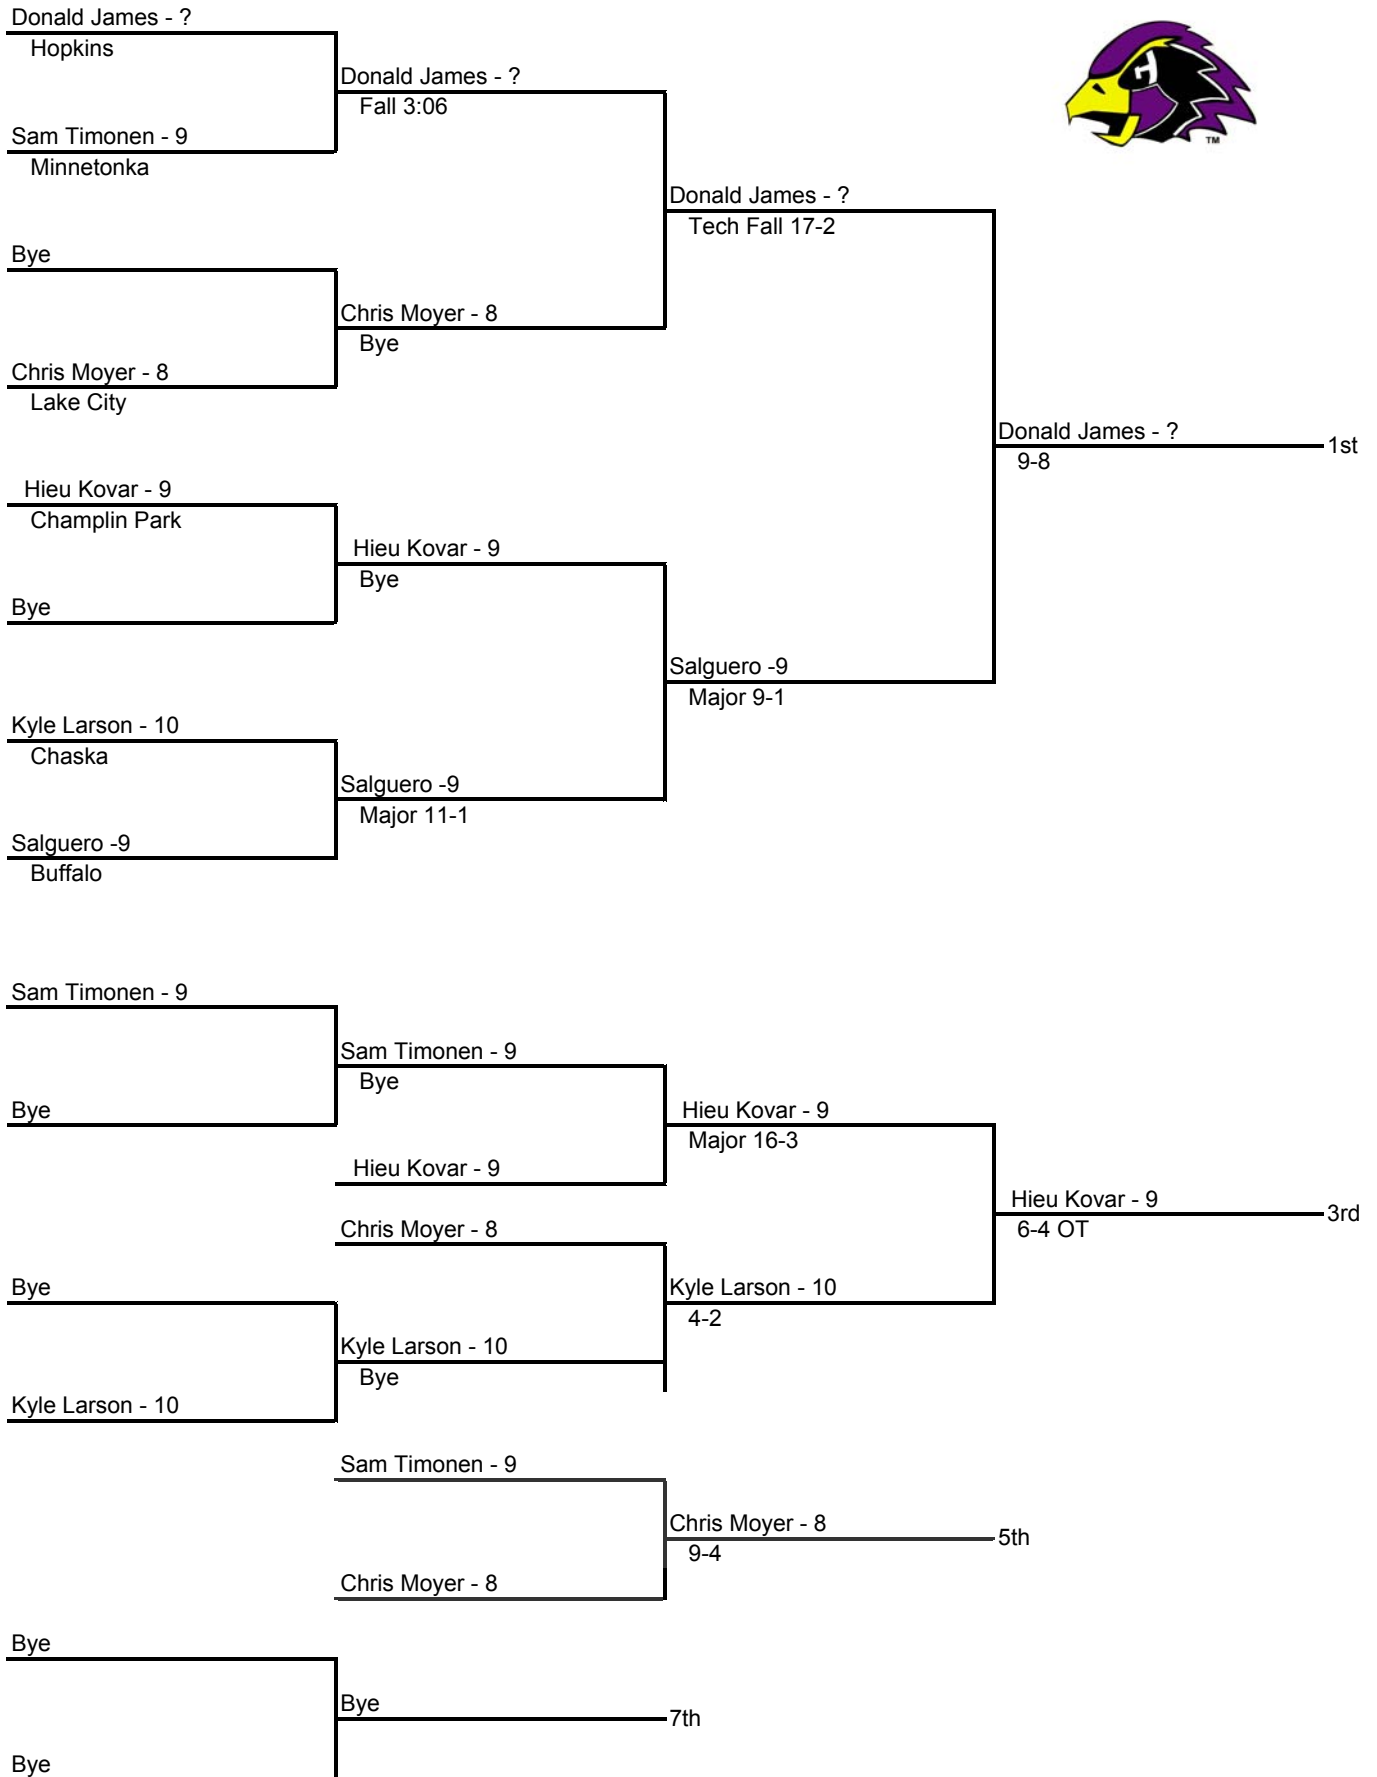 Donald James - ?
Hopkins
Donald James - ?
Fall 3:06
Sam Timonen - 9
Minnetonka
Donald James - ?
Tech Fall 17-2
Bye
Chris Moyer - 8
Bye
Chris Moyer - 8
Lake City
Donald James - ?
9-8
1st
Hieu Kovar - 9
Champlin Park
Hieu Kovar - 9
Bye
Bye
Salguero -9
Major 9-1
Kyle Larson - 10
Chaska
Salguero -9
Major 11-1
Salguero -9
Buffalo
Sam Timonen - 9
Sam Timonen - 9
Bye
Bye
Hieu Kovar - 9
Major 16-3
Hieu Kovar - 9
Hieu Kovar - 9
6-4 OT
3rd
Chris Moyer - 8
Bye
Kyle Larson - 10
4-2
Kyle Larson - 10
Bye
Kyle Larson - 10
Sam Timonen - 9
Chris Moyer - 8
9-4
5th
Chris Moyer - 8
Bye
Bye
7th
Bye
H
TM